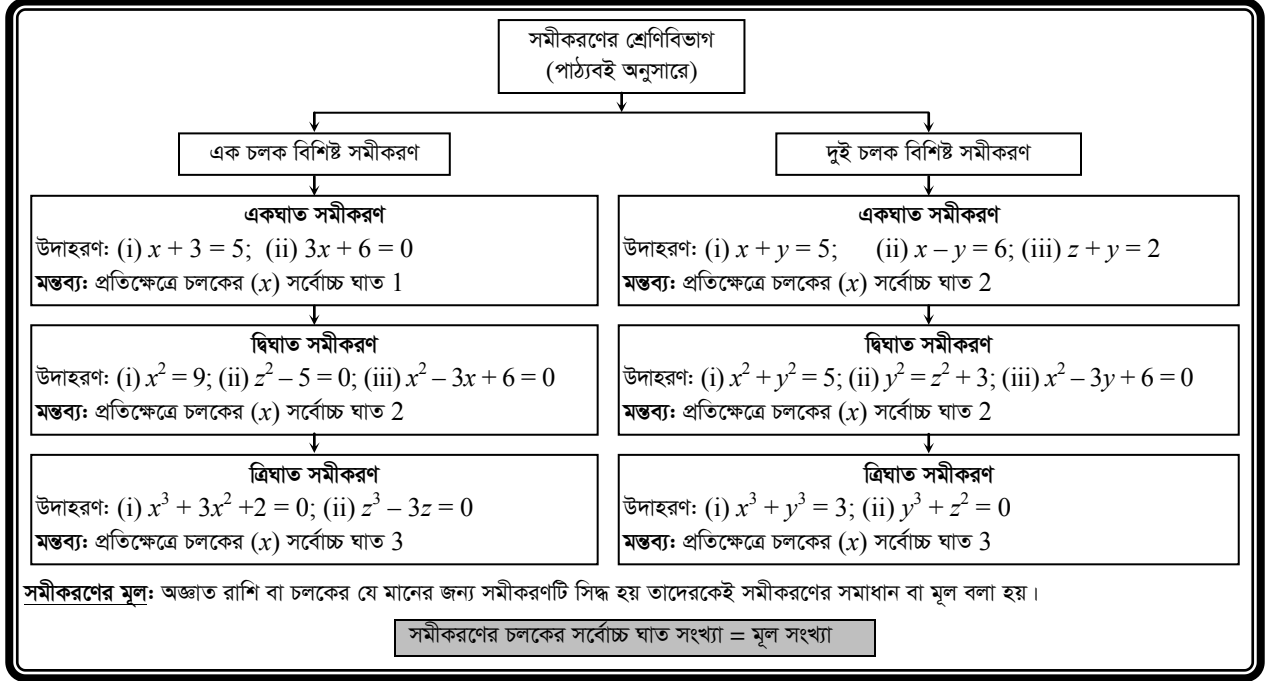 সমীকরণের শ্রেণিবিভাগ
(পাঠ্যবই অনুসারে)
এক চলক বিশিষ্ট সমীকরণ
একঘাত সমীকরণ
উদাহরণঃ (i) x + 3 = 5; (ii) 3x + 6 = 0
মন্তব্যঃ প্রতিক্ষেত্রে চলকের (x) সর্বোচ্চ ঘাত 1
দ্বিঘাত সমীকরণ
উদাহরণঃ (i) x² = 9; (ii) z² – 5 = 0; (iii) x² – 3x + 6 = 0
মন্তব্যঃ প্রতিক্ষেত্রে চলকের (x) সর্বোচ্চ ঘাত 2
ত্রিঘাত সমীকরণ
উদাহরণঃ (i) x³ + 3x² +2 = 0; (ii) z³ – 3z = 0
মন্তব্যঃ প্রতিক্ষেত্রে চলকের (x) সর্বোচ্চ ঘাত 3
দুই চলক বিশিষ্ট সমীকরণ
একঘাত সমীকরণ
উদাহরণঃ (i) x + y = 5; (ii) x – y = 6; (iii) z + y = 2
মন্তব্যঃ প্রতিক্ষেত্রে চলকের (x) সর্বোচ্চ ঘাত 2
দ্বিঘাত সমীকরণ
উদাহরণঃ (i) x² + y² = 5; (ii) y² = z² + 3; (iii) x² – 3y + 6 = 0
মন্তব্যঃ প্রতিক্ষেত্রে চলকের (x) সর্বোচ্চ ঘাত 2
ত্রিঘাত সমীকরণ
উদাহরণঃ (i) x³ + y³ = 3; (ii) y³ + z² = 0
মন্তব্যঃ প্রতিক্ষেত্রে চলকের (x) সর্বোচ্চ ঘাত 3
সমীকরণের মূলঃ অজ্ঞাত রাশি বা চলকের যে মানের জন্য সমীকরণটি সিদ্ধ হয় তাদেরকেই সমীকরণের সমাধান বা মূল বলা হয়।
সমীকরণের চলকের সর্বোচ্চ ঘাত সংখ্যা = মূল সংখ্যা